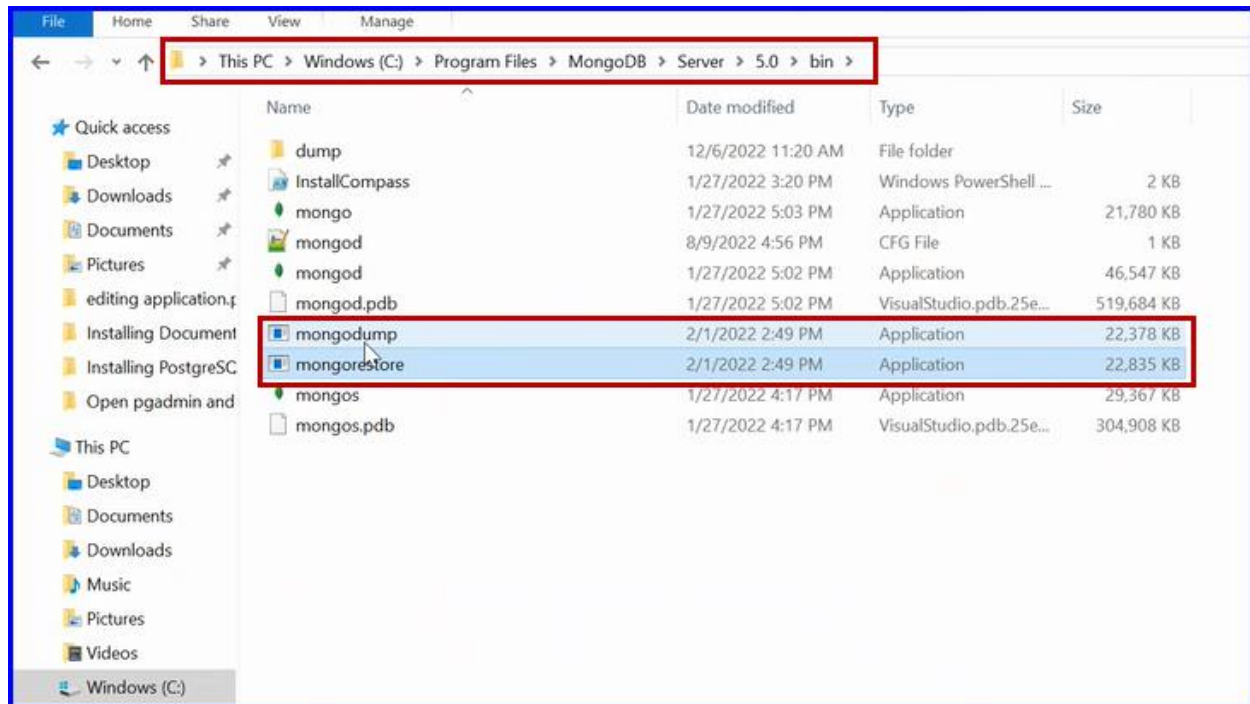 File Home Share View Manage
This PC > Windows (C:) > Program Files > MongoDB > Server > 5.0 > bin >
Name Date modified Type Size
Quick access
Desktop
Downloads
Documents
Pictures
editing application.p
Installing Document
Installing PostgreSC
Open pgadmin and
This PC
Desktop
Documents
Downloads
Music
Pictures
Videos
Windows (C:)
dump 12/6/2022 11:20 AM File folder
InstallCompass 1/27/2022 3:20 PM Windows PowerShell ... 2 KB
mongo 1/27/2022 5:03 PM Application 21,780 KB
mongod 8/9/2022 4:56 PM CFG File 1 KB
mongod 1/27/2022 5:02 PM Application 46,547 KB
mongod.pdb 1/27/2022 5:02 PM VisualStudio.pdb.25e... 519,684 KB
mongodump 2/1/2022 2:49 PM Application 22,378 KB
mongorestore 2/1/2022 2:49 PM Application 22,835 KB
mongos 1/27/2022 4:17 PM Application 29,367 KB
mongos.pdb 1/27/2022 4:17 PM VisualStudio.pdb.25e... 304,908 KB